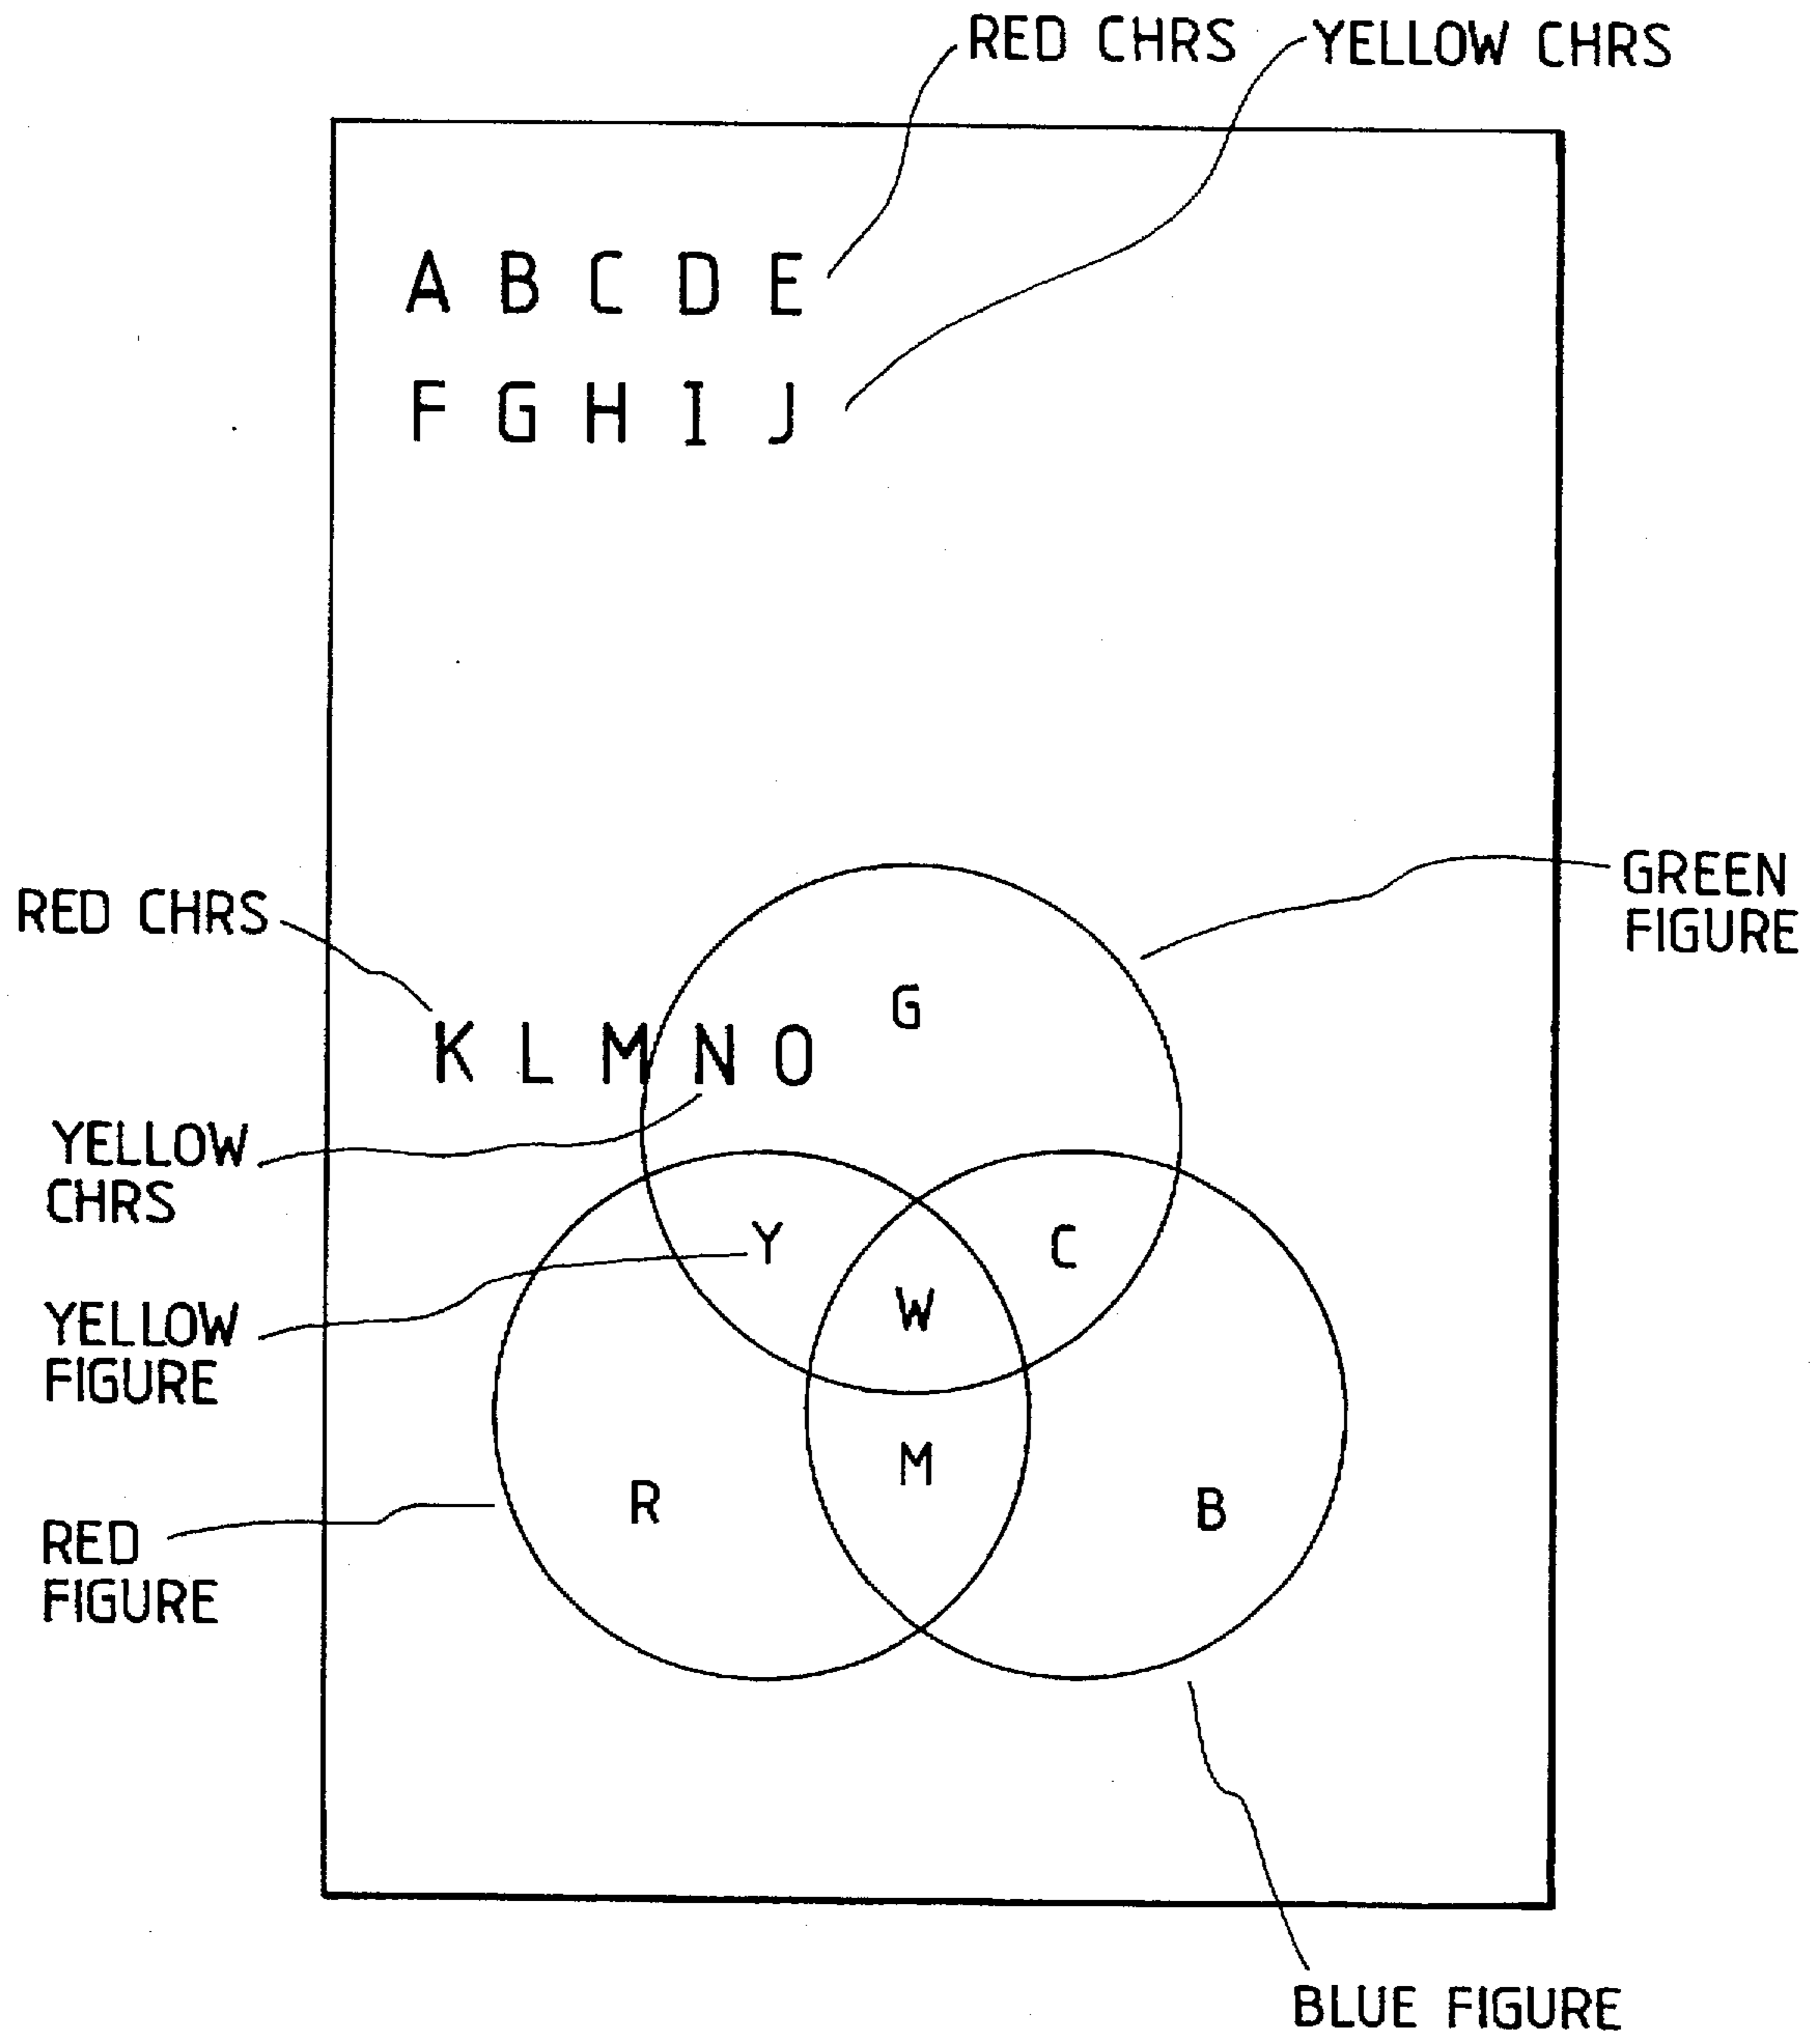 RED CHRS
YELLOW CHRS
A B C D E
F G H I J
GREEN
FIGURE
RED CHRS
G
K L M N O
YELLOW
CHRS
Y
C
YELLOW
FIGURE
W
M
R
B
RED
FIGURE
BLUE FIGURE